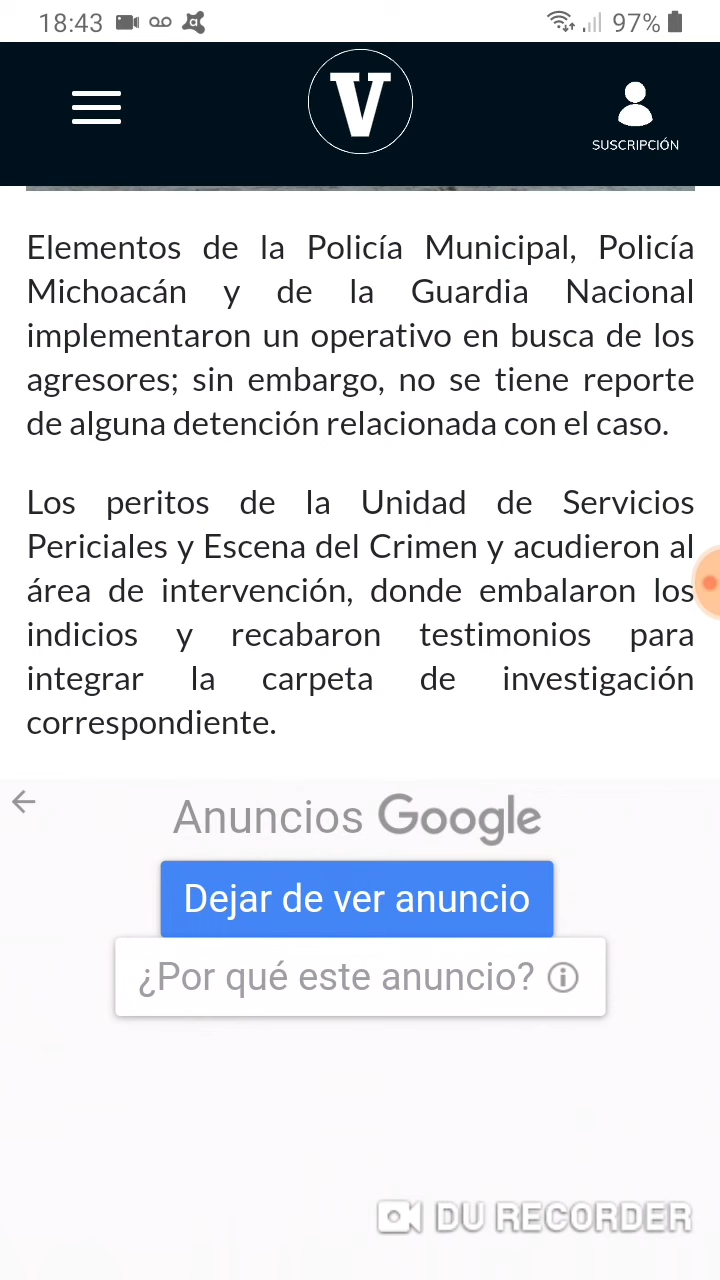 18:43 97%
V
SUSCRIPCIÓN
Elementos de la Policía Municipal, Policía
Michoacán y de la Guardia Nacional
implementaron un operativo en busca de los
agresores; sin embargo, no se tiene reporte
de alguna detención relacionada con el caso.
Los peritos de la Unidad de Servicios
Periciales y Escena del Crimen y acudieron al
área de intervención, donde embalaron los
indicios y recabaron testimonios para
integrar la carpeta de investigación
correspondiente.
Anuncios Google
Dejar de ver anuncio
¿Por qué este anuncio?
DU RECORDER